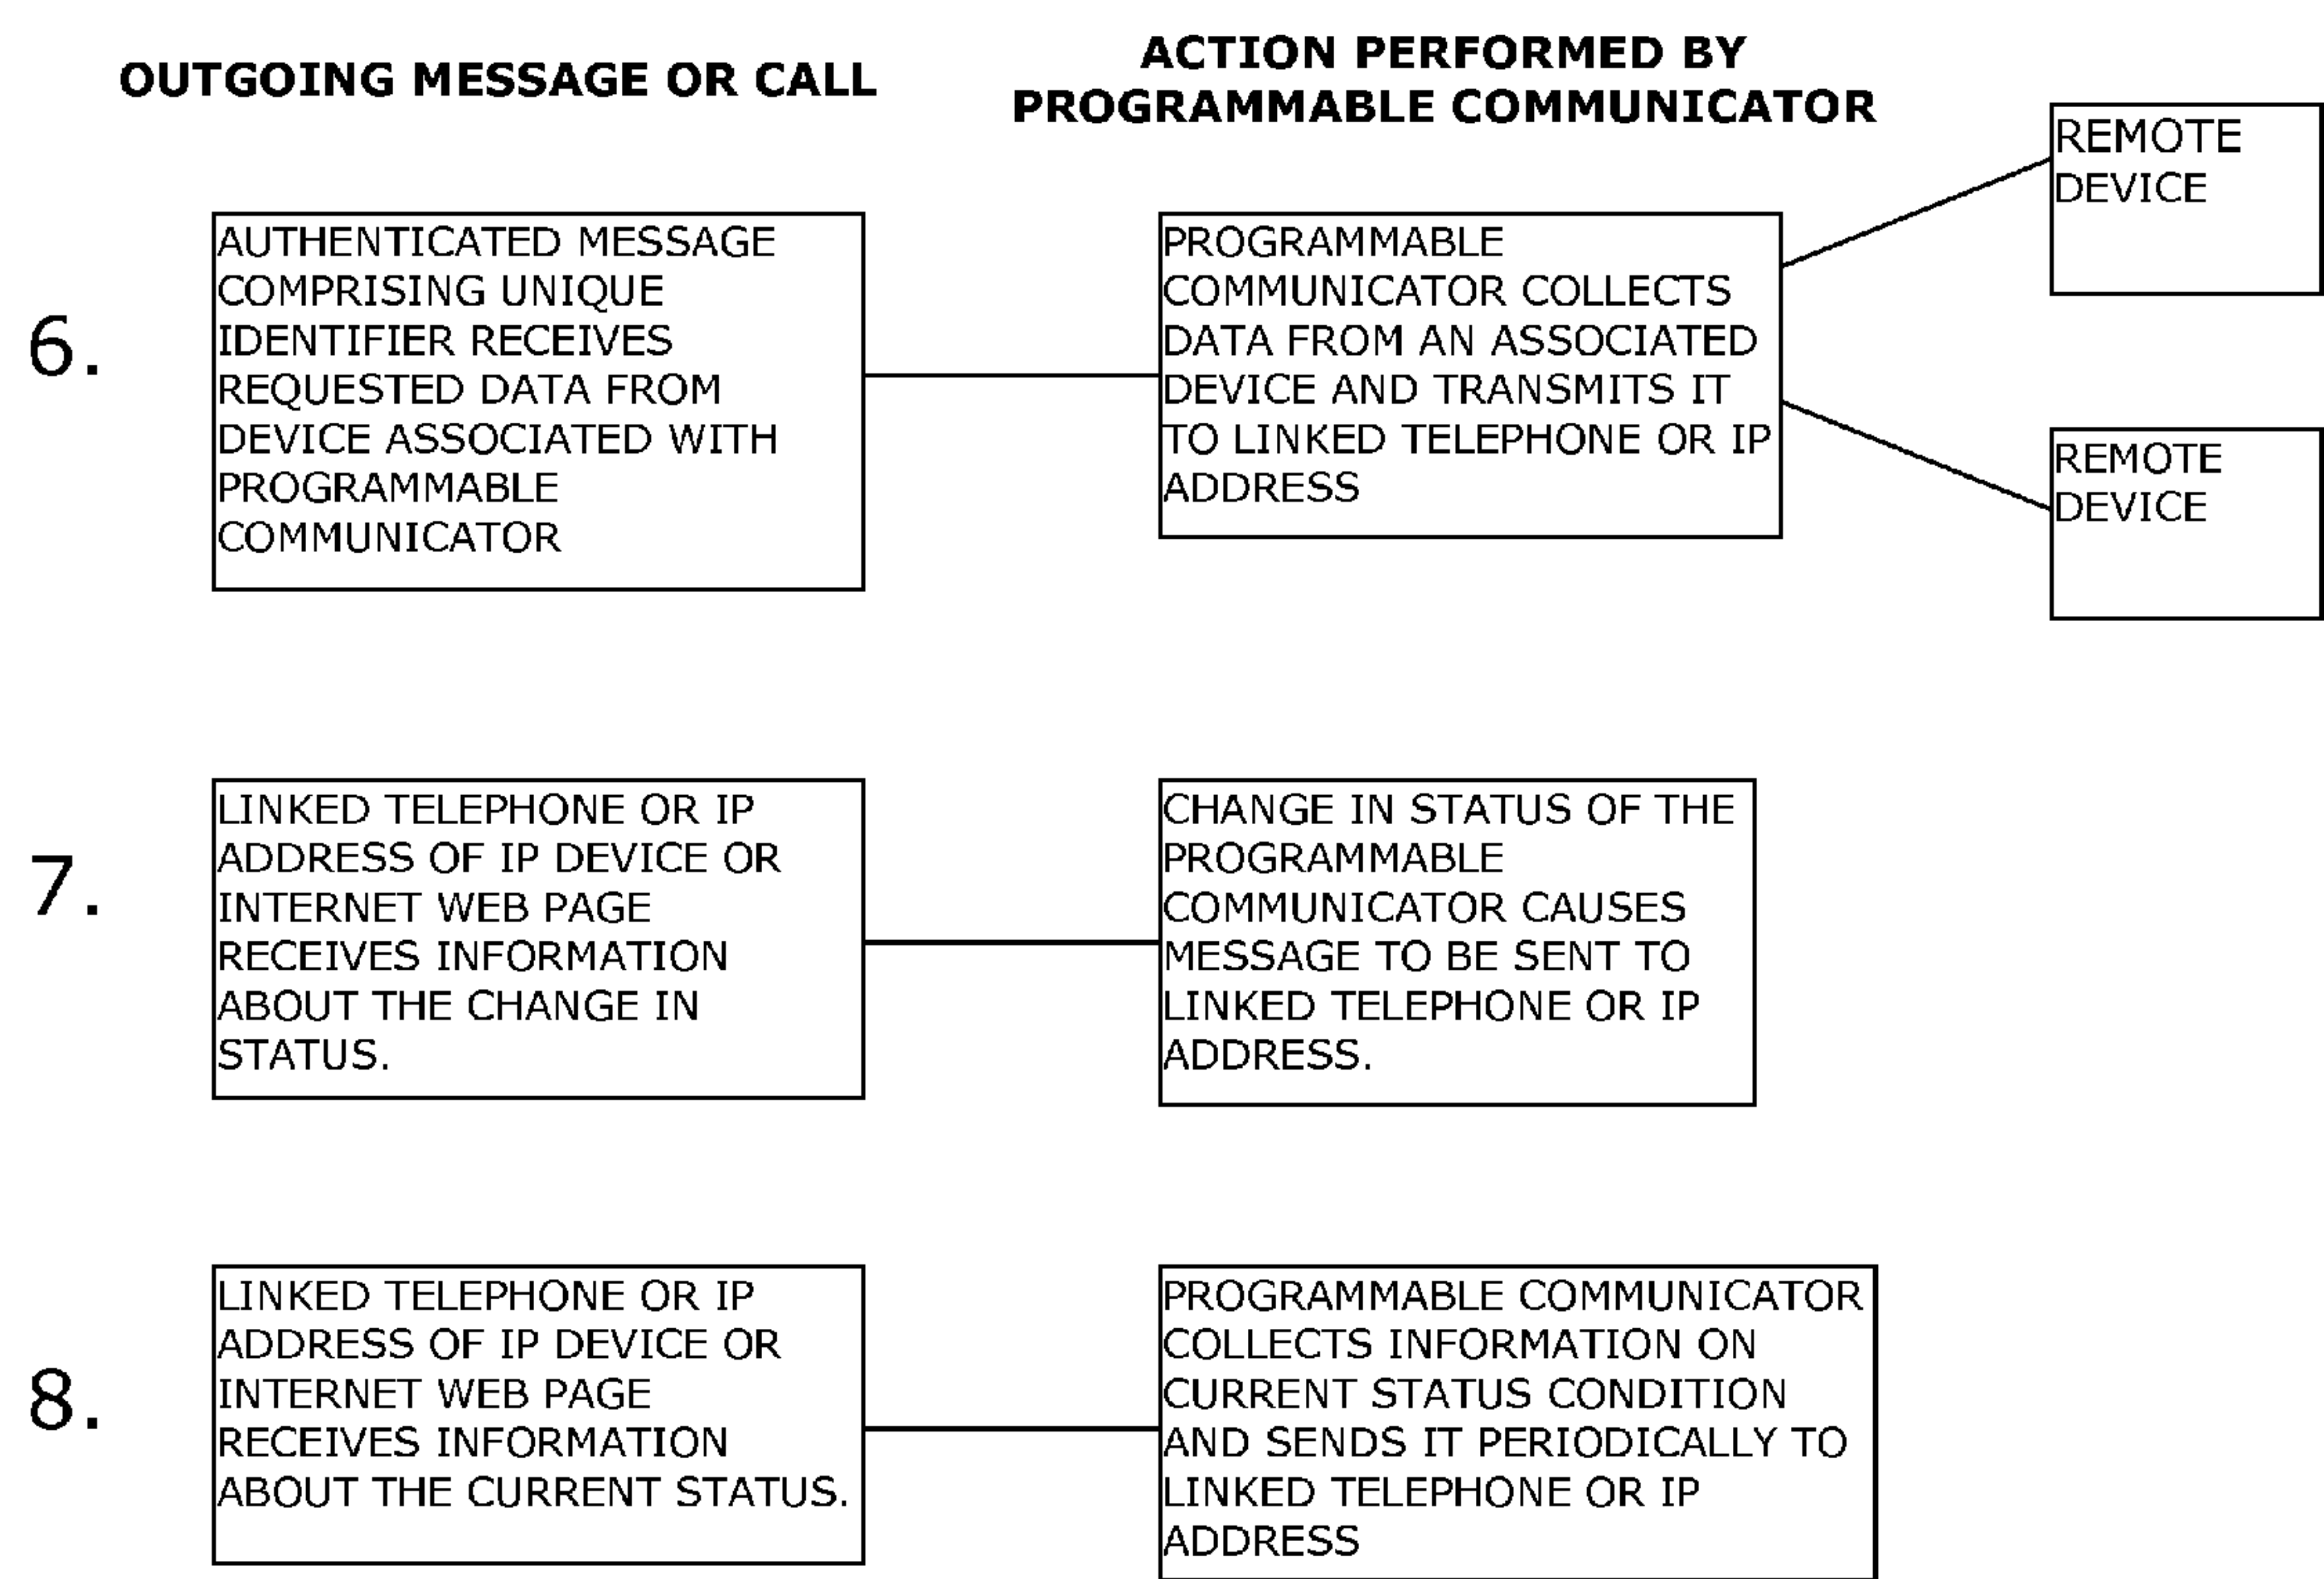 OUTGOING MESSAGE OR CALL
ACTION PERFORMED BY
PROGRAMMABLE COMMUNICATOR
6.
AUTHENTICATED MESSAGE
COMPRISING UNIQUE
IDENTIFIER RECEIVES
REQUESTED DATA FROM
DEVICE ASSOCIATED WITH
PROGRAMMABLE
COMMUNICATOR
PROGRAMMABLE
COMMUNICATOR COLLECTS
DATA FROM AN ASSOCIATED
DEVICE AND TRANSMITS IT
TO LINKED TELEPHONE OR IP
ADDRESS
REMOTE
DEVICE
REMOTE
DEVICE
7.
LINKED TELEPHONE OR IP
ADDRESS OF IP DEVICE OR
INTERNET WEB PAGE
RECEIVES INFORMATION
ABOUT THE CHANGE IN
STATUS.
CHANGE IN STATUS OF THE
PROGRAMMABLE
COMMUNICATOR CAUSES
MESSAGE TO BE SENT TO
LINKED TELEPHONE OR IP
ADDRESS.
8.
LINKED TELEPHONE OR IP
ADDRESS OF IP DEVICE OR
INTERNET WEB PAGE
RECEIVES INFORMATION
ABOUT THE CURRENT STATUS.
PROGRAMMABLE COMMUNICATOR
COLLECTS INFORMATION ON
CURRENT STATUS CONDITION
AND SENDS IT PERIODICALLY TO
LINKED TELEPHONE OR IP
ADDRESS